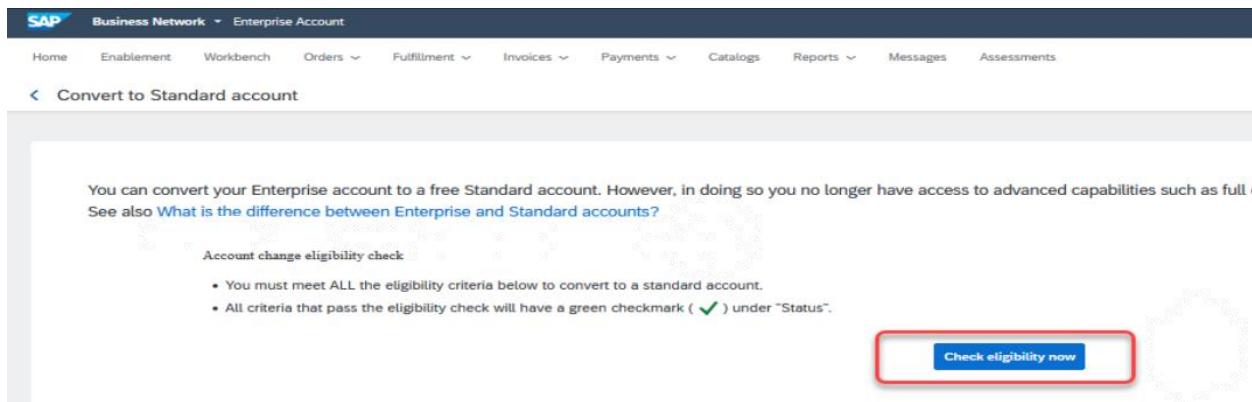 SAP Business Network Enterprise Account
Home Enablement Workbench Orders Fulfillment Invoices Payments Catalogs Reports Messages Assessments
< Convert to Standard account
You can convert your Enterprise account to a free Standard account. However, in doing so you no longer have access to advanced capabilities such as full
See also What is the difference between Enterprise and Standard accounts?
Account change eligibility check
• You must meet ALL the eligibility criteria below to convert to a standard account.
• All criteria that pass the eligibility check will have a green checkmark ( ✓ ) under "Status".
Check eligibility now